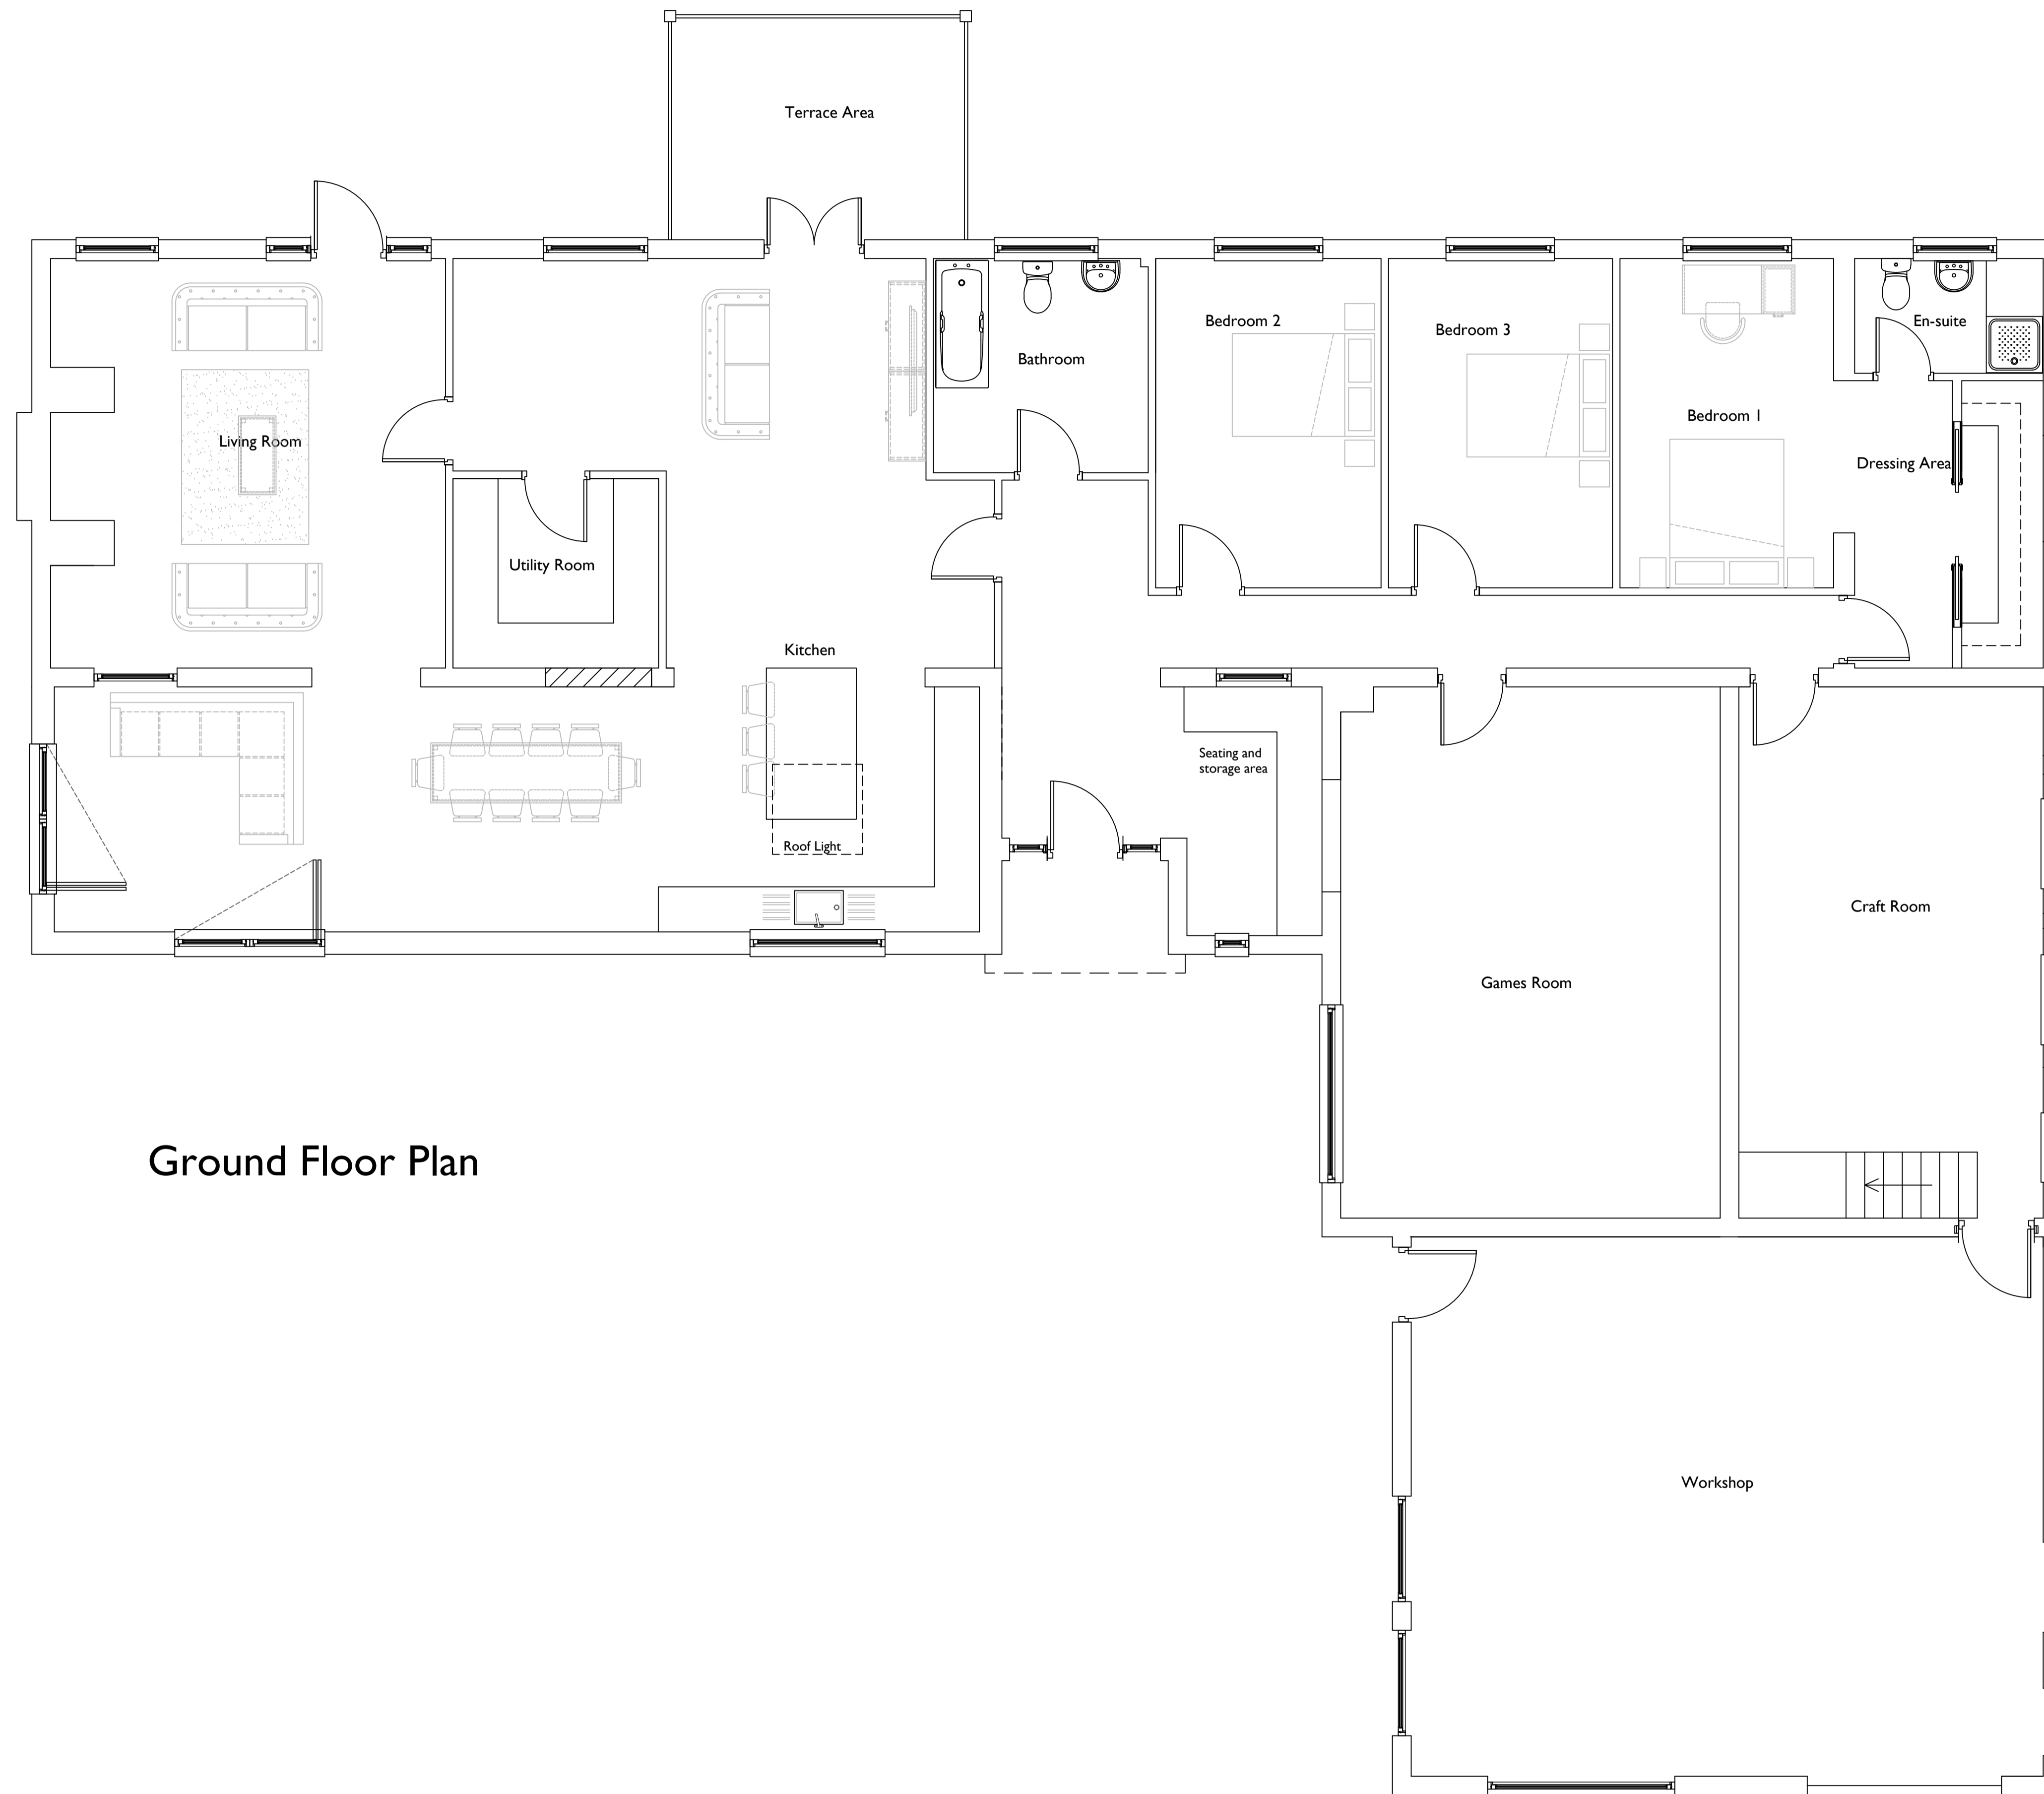 Terrace Area
Bedroom 2
Bedroom 3
En-suite
Bathroom
Bedroom 1
Living Room
Dressing Area
Utility Room
Kitchen
Seating and
storage area
Roof Light
Craft Room
Games Room
Ground Floor Plan
Workshop